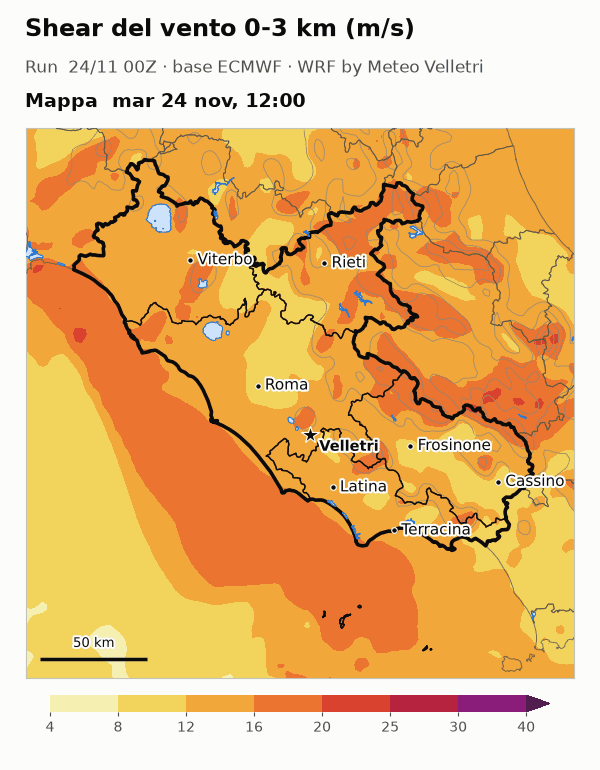 Shear del vento 0-3 km (m/s)
Run  24/11 00Z · base ECMWF · WRF by Meteo Velletri
Mappa  mar 24 nov, 12:00
Viterbo
Rieti
Roma
Velletri
Frosinone
Cassino
Latina
Terracina
50 km
4 8 12 16 20 25 30 40